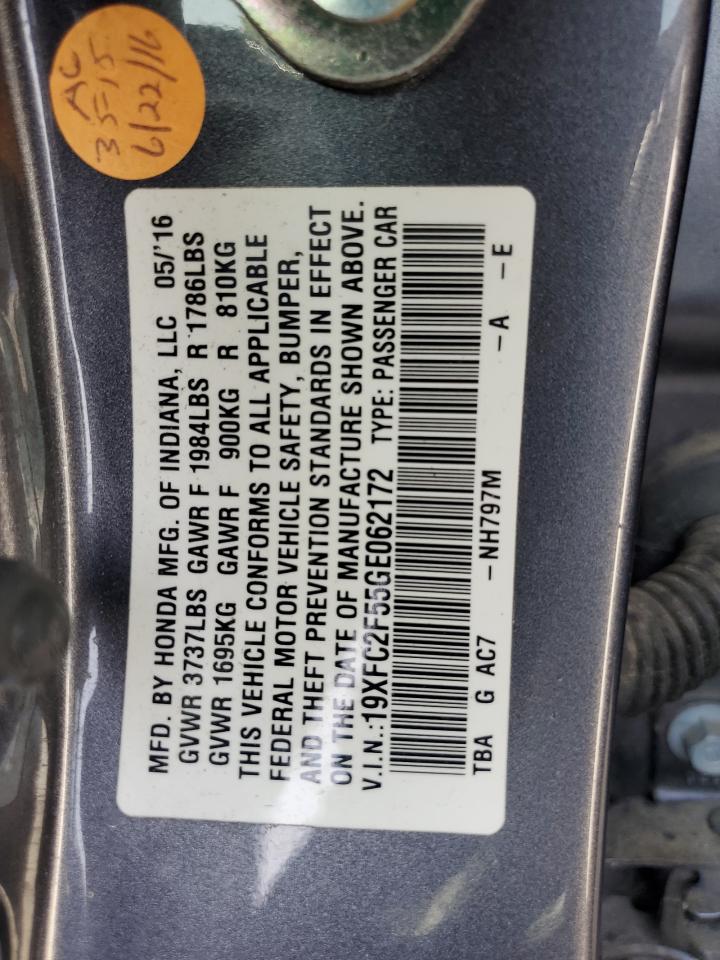 AC
35-15
6/22/16
MFD. BY HONDA MFG. OF INDIANA, LLC 05/'16
GVWR 3737LBS GAWR F 1984LBS R 1786LBS
GVWR 1695KG GAWR F 900KG R 810KG
THIS VEHICLE CONFORMS TO ALL APPLICABLE
FEDERAL MOTOR VEHICLE SAFETY, BUMPER,
AND THEFT PREVENTION STANDARDS IN EFFECT
ON THE DATE OF MANUFACTURE SHOWN ABOVE.
V.I.N.:19XFC2F55GE062172 TYPE: PASSENGER CAR
TBA G AC7 -NH797M -A -E